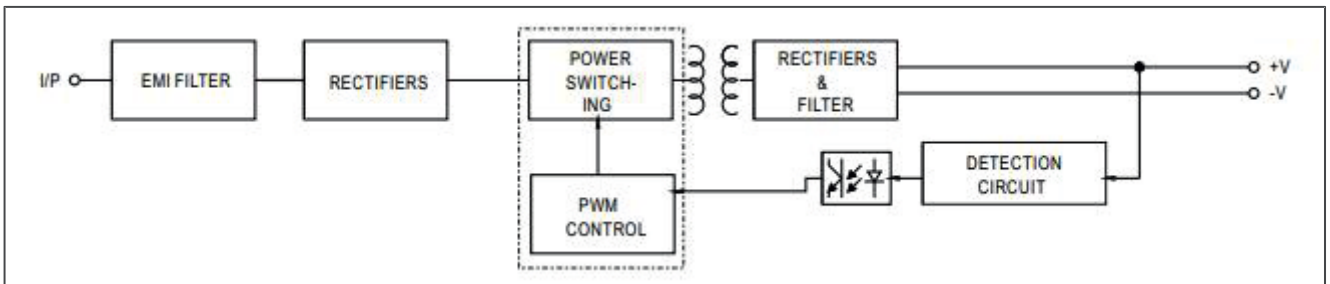 I/P
EMI FILTER
RECTIFIERS
POWER
SWITCH-
ING
RECTIFIERS
&
FILTER
+V
-V
DETECTION
CIRCUIT
PWM
CONTROL